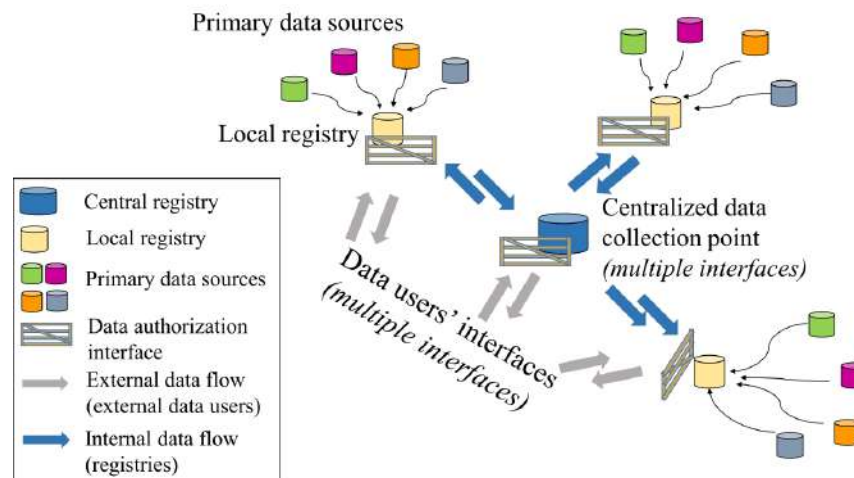 Primary data sources
Local registry
Central registry
Local registry
Primary data sources
Data authorization
interface
External data flow
(external data users)
Internal data flow
(registries)
Centralized data
collection point
(multiple interfaces)
Data users’ interfaces
(multiple interfaces)